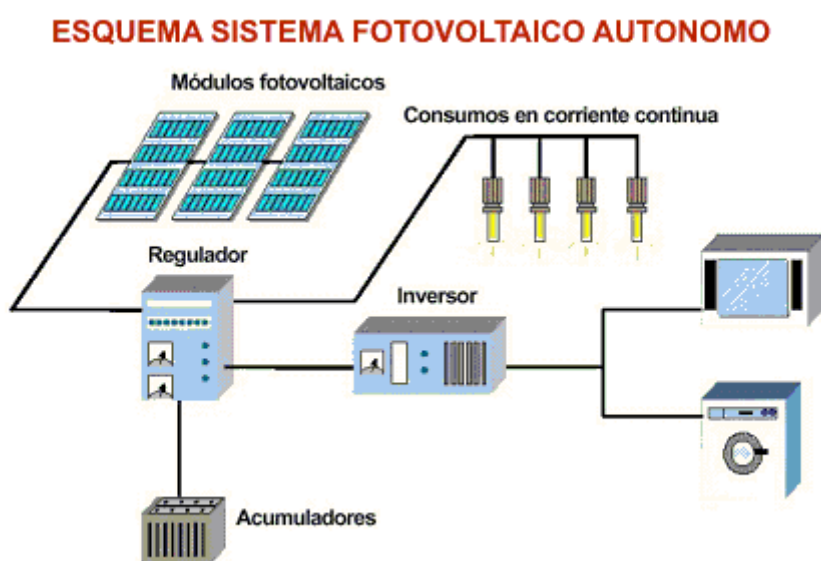 ESQUEMA SISTEMA FOTOVOLTAICO AUTONOMO
Módulos fotovoltaicos
Consumos en corriente continua
Regulador
Inversor
Acumuladores